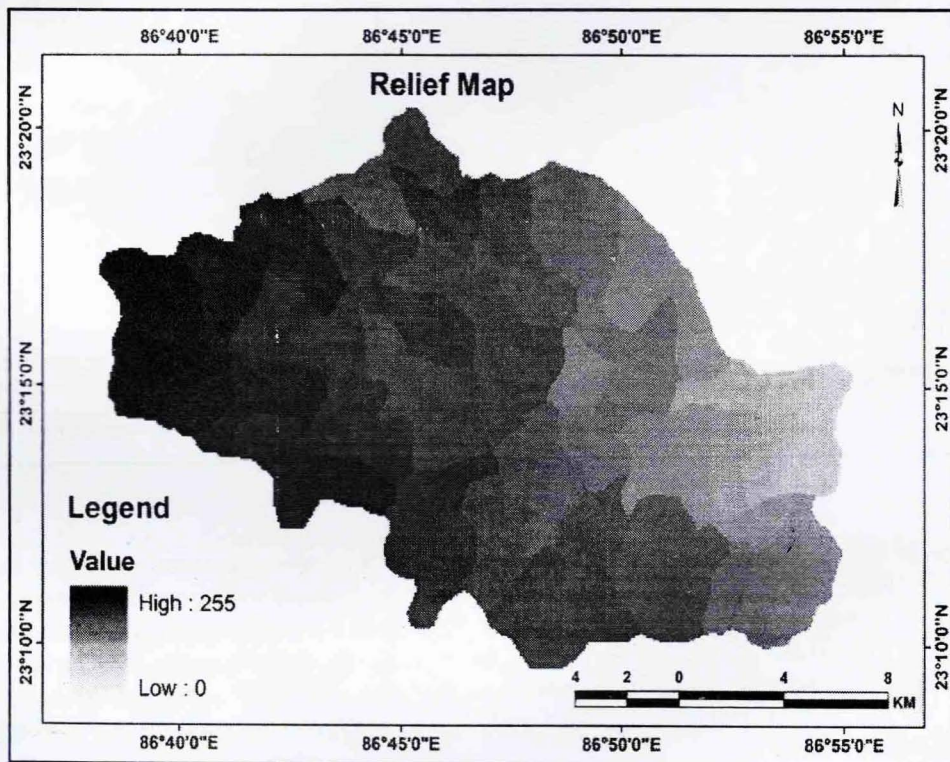 86°40'0"E 86°45'0"E 86°50'0"E 86°55'0"E
Relief Map
N
23°20'0"N 23°20'0"N
23°15'0"N 23°15'0"N
23°10'0"N 23°10'0"N
Legend
Value
High : 255
Low : 0
4 2 0 4 8
KM
86°40'0"E 86°45'0"E 86°50'0"E 86°55'0"E